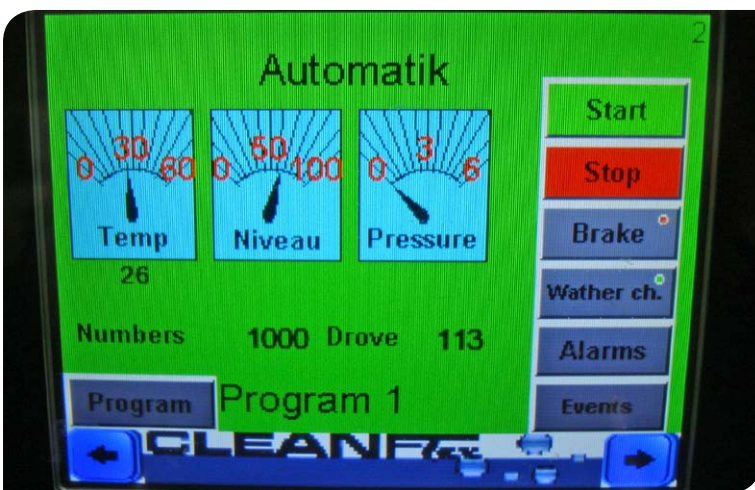 2
Automatik
0 30 60
Temp
26
0 50 100
Niveau
0 3 6
Pressure
Start
Stop
Brake
Wather ch.
Alarms
Events
Numbers 1000 Drove 113
Program Program 1
CLEANFlex